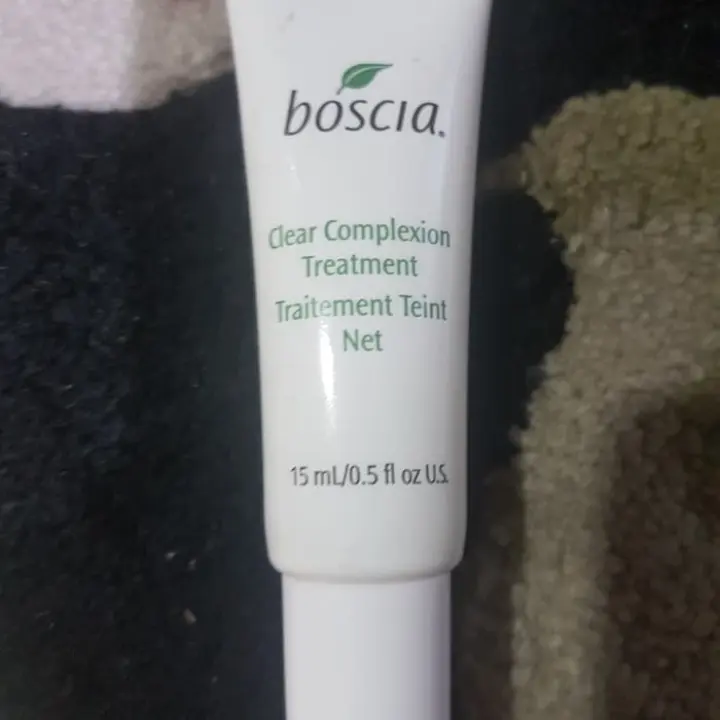 boscia.
Clear Complexion
Treatment
Traitement Teint
Net
15 mL/0.5 fl oz U.S.